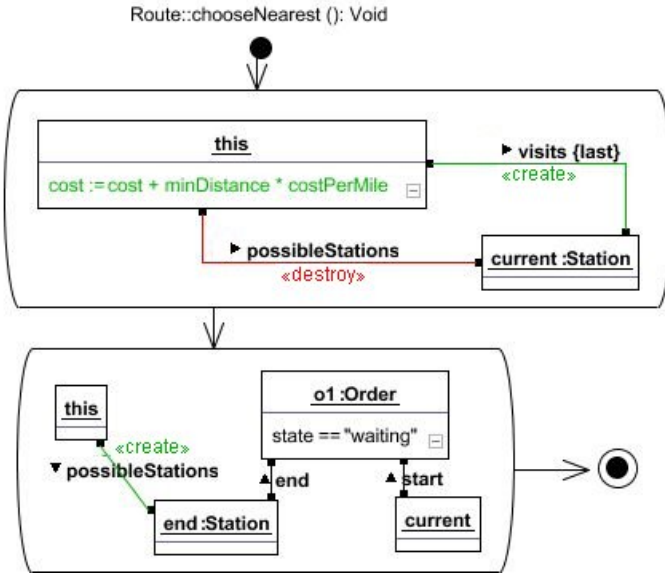 Route::chooseNearest (): Void
this
cost := cost + minDistance * costPerMile
visits {last}
«create»
possibleStations
«destroy»
current :Station
this
«create»
possibleStations
o1 :Order
state == "waiting"
end
start
end :Station
current